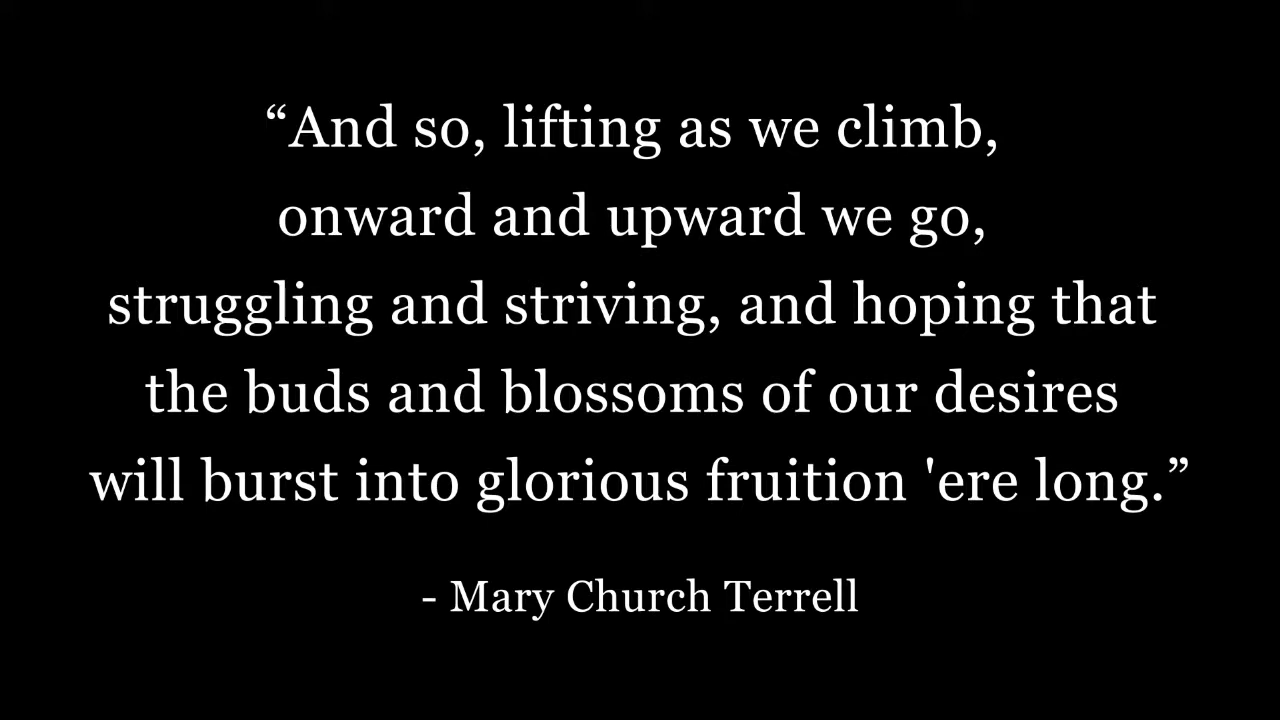 “And so, lifting as we climb,
onward and upward we go,
struggling and striving, and hoping that
the buds and blossoms of our desires
will burst into glorious fruition 'ere long.”
- Mary Church Terrell